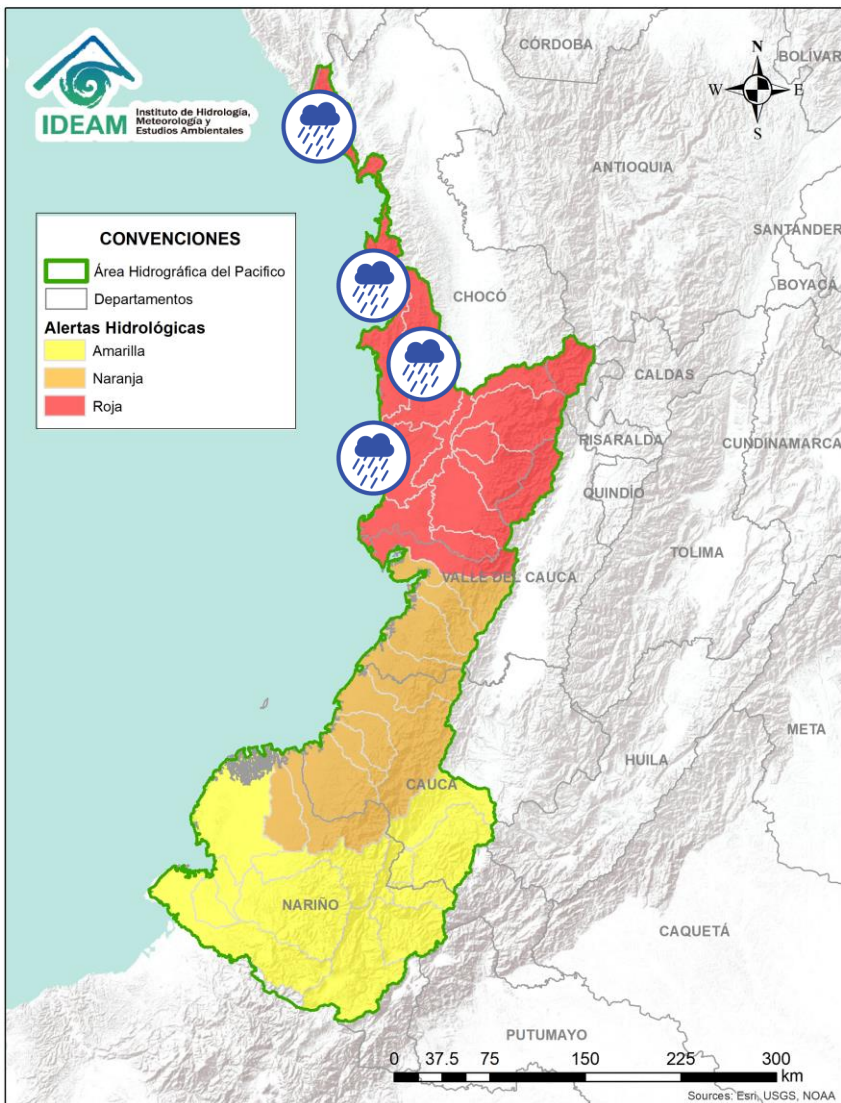 IDEAM
Instituto de Hidrología,
Meteorología y
Estudios Ambientales
CÓRDOBA
BOLÍVAR
N
W
E
S
ANTIOQUIA
SANTANDER
BOYACÁ
CONVENCIONES
Área Hidrográfica del Pacifico
Departamentos
Alertas Hidrológicas
Amarilla
Naranja
Roja
CHOCÓ
CALDAS
RISARALDA
CUNDINAMARCA
QUINDÍO
TOLIMA
VALLE DEL CAUCA
META
HUILA
CAUCA
NARIÑO
CAQUETÁ
PUTUMAYO
0 37.5 75 150 225 300
km
Sources: Esri, USGS, NOAA